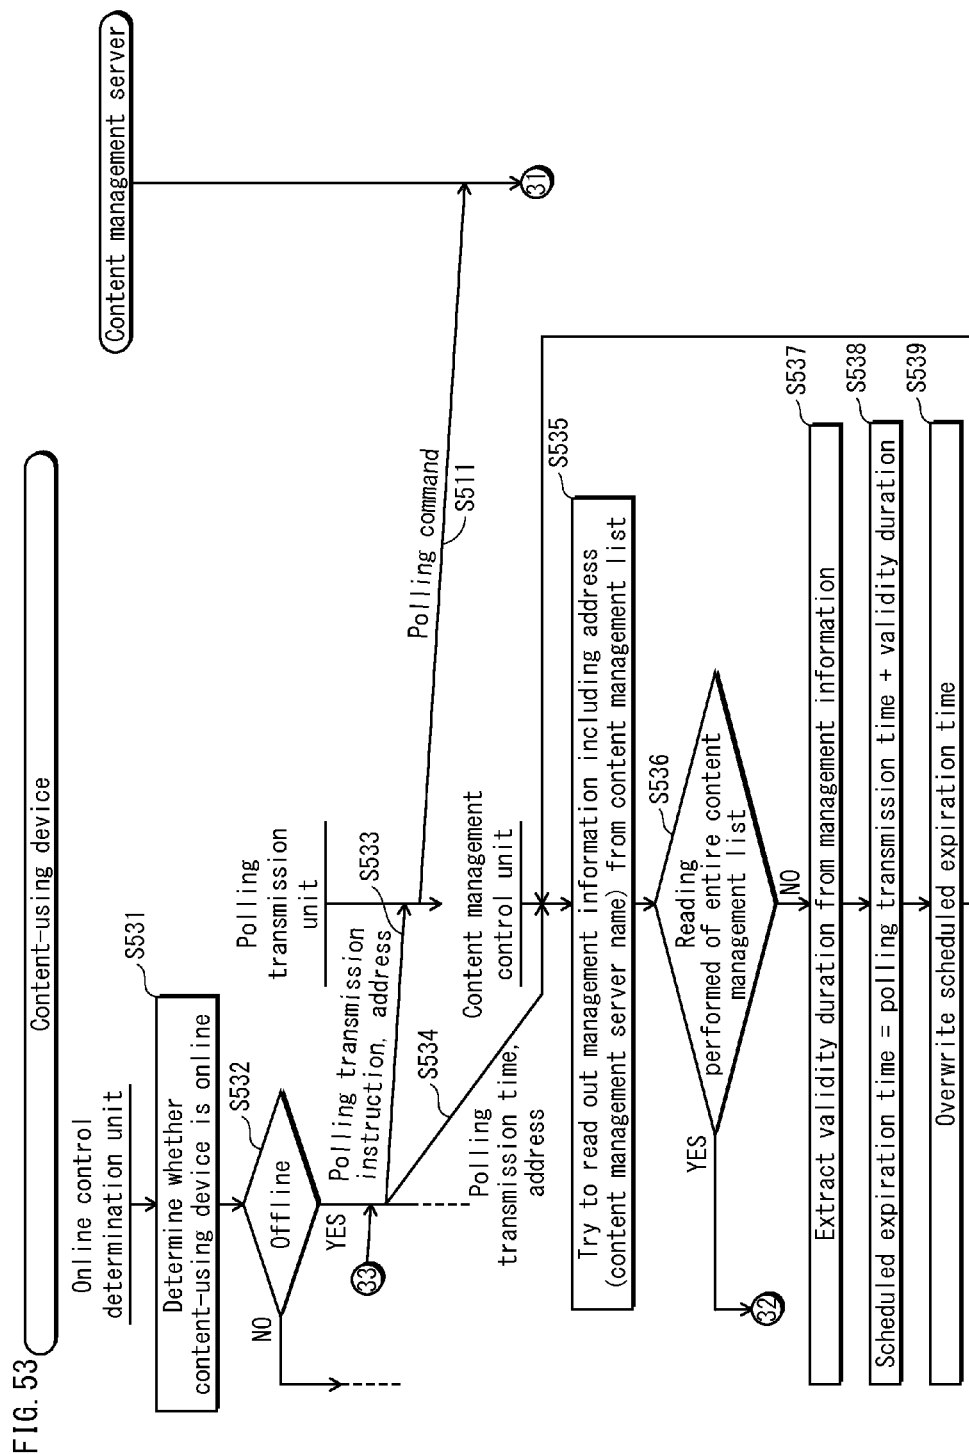 FIG. 53
Content-using device
Content management server
Online control
determination unit
S531
Determine whether
content-using device is online
S532
Offline
NO
YES
33
Polling transmission
instruction, address
S533
Polling
transmission
unit
Polling command
S511
31
S534
Polling
transmission time,
address
Content management
control unit
S535
Try to read out management information including address
(content management server name) from content management list
S536
Reading
performed of entire content
management list
YES
32
NO
S537
Extract validity duration from management information
S538
Scheduled expiration time = polling transmission time + validity duration
S539
Overwrite scheduled expiration time